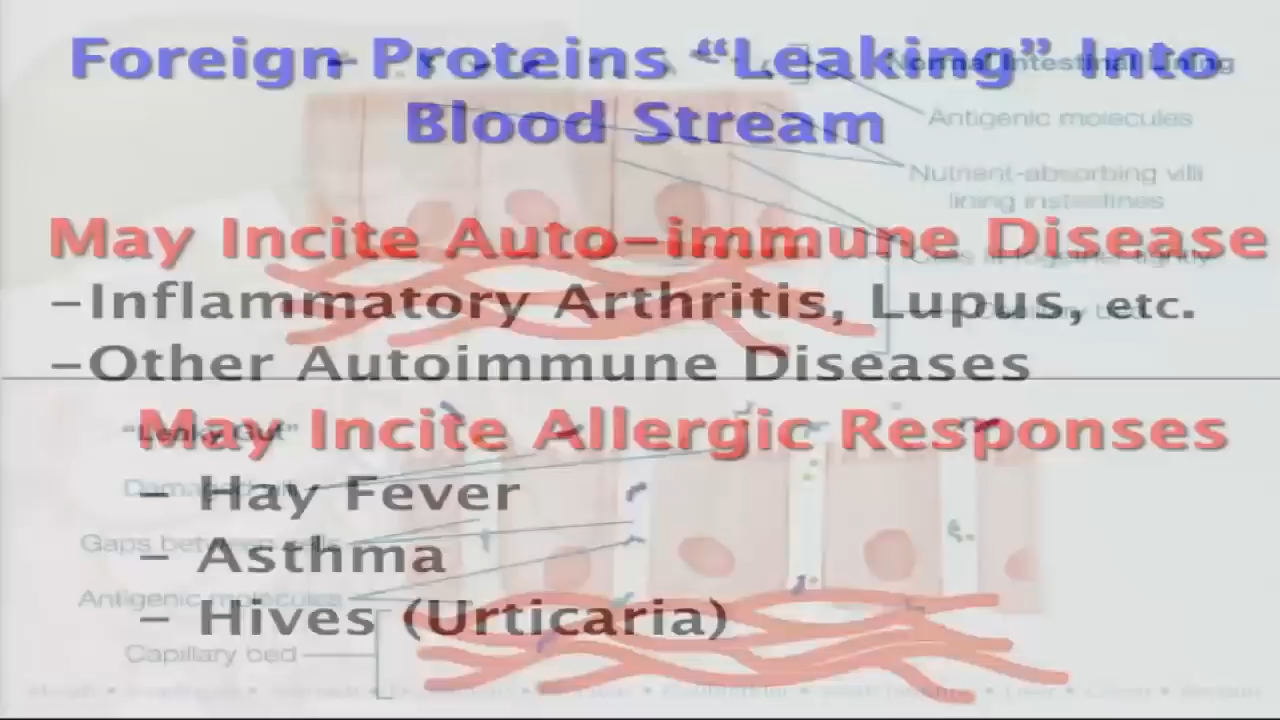 Foreign Proteins “Leaking” Into
Blood Stream
Normal Intestinal Lining
Antigenic molecules
Nutrient-absorbing villi
lining instestines
May Incite Auto-immune Disease
–Inflammatory Arthritis, Lupus, etc.
–Other Autoimmune Diseases
May Incite Allergic Responses
“Leaky Gut”
– Hay Fever
Gaps between cells
– Asthma
Antigenic molecules
– Hives (Urticaria)
Capillary bed